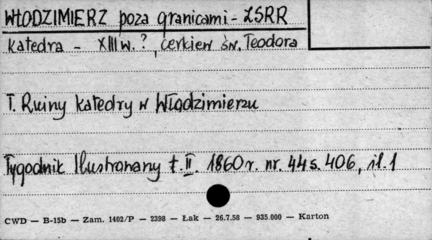 WŁODZIMIERZ poza granicami - ZSRR
Katedra - XIII w. ?, cerkiew św. Teodora
T. Ruiny katedry w Włodzimierzu
Tygodnik Ilustrowany t. II. 1860 r. nr. 44 s. 406, il. 1
CWD — B-15b — Zam. 1402/P — 2398 — Łak — 26.7.58 — 935.000 — Karton